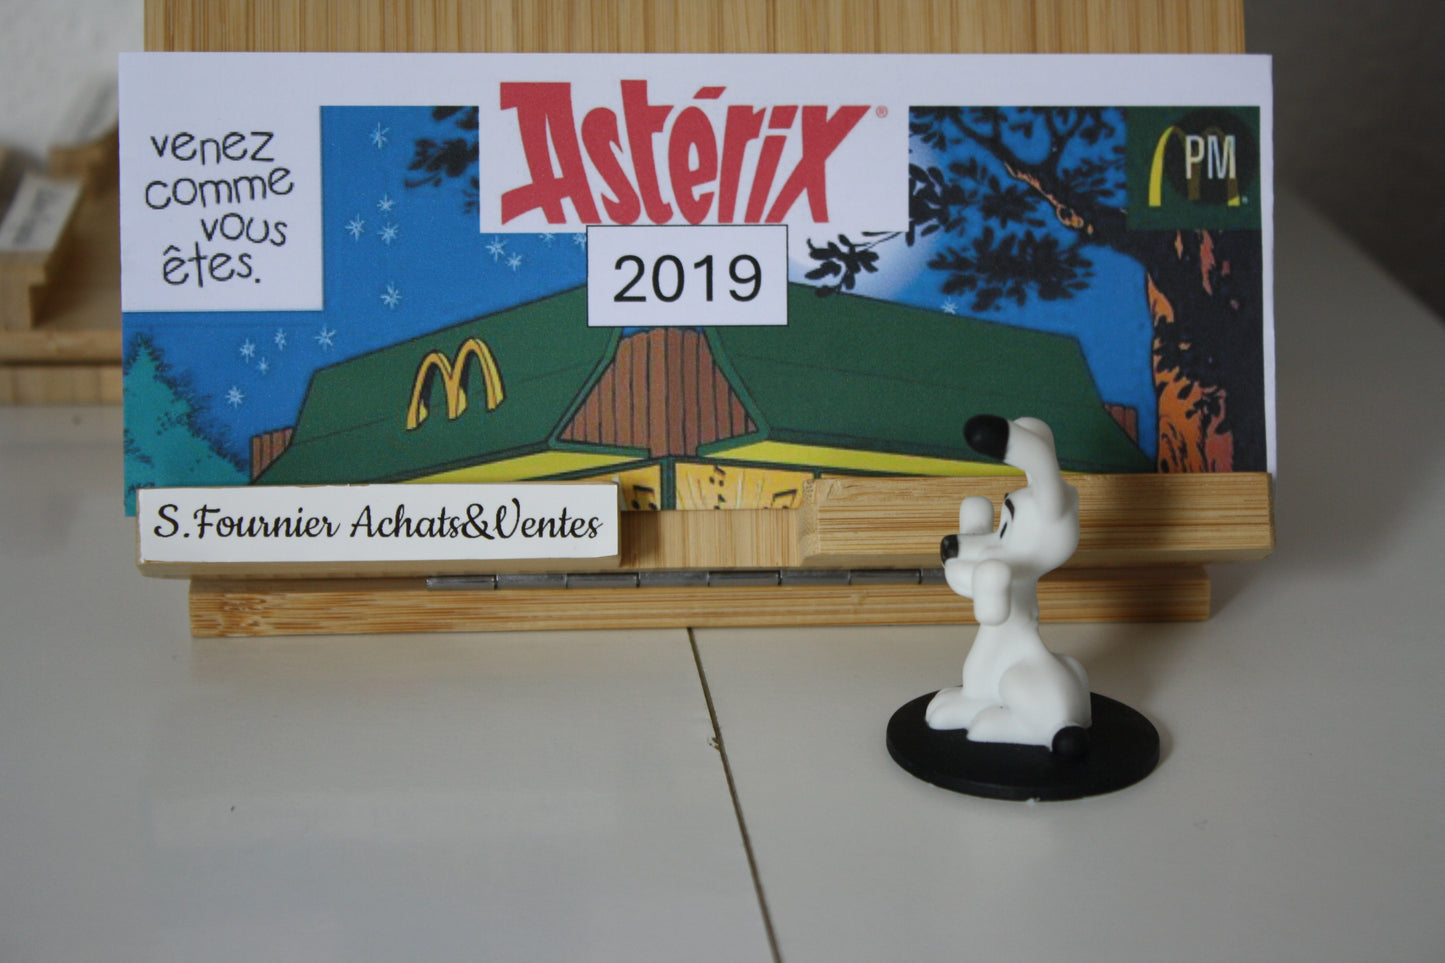 venez
comme
vous
êtes.
Astérix®
2019
M
PM
S.Fournier Achats&Ventes